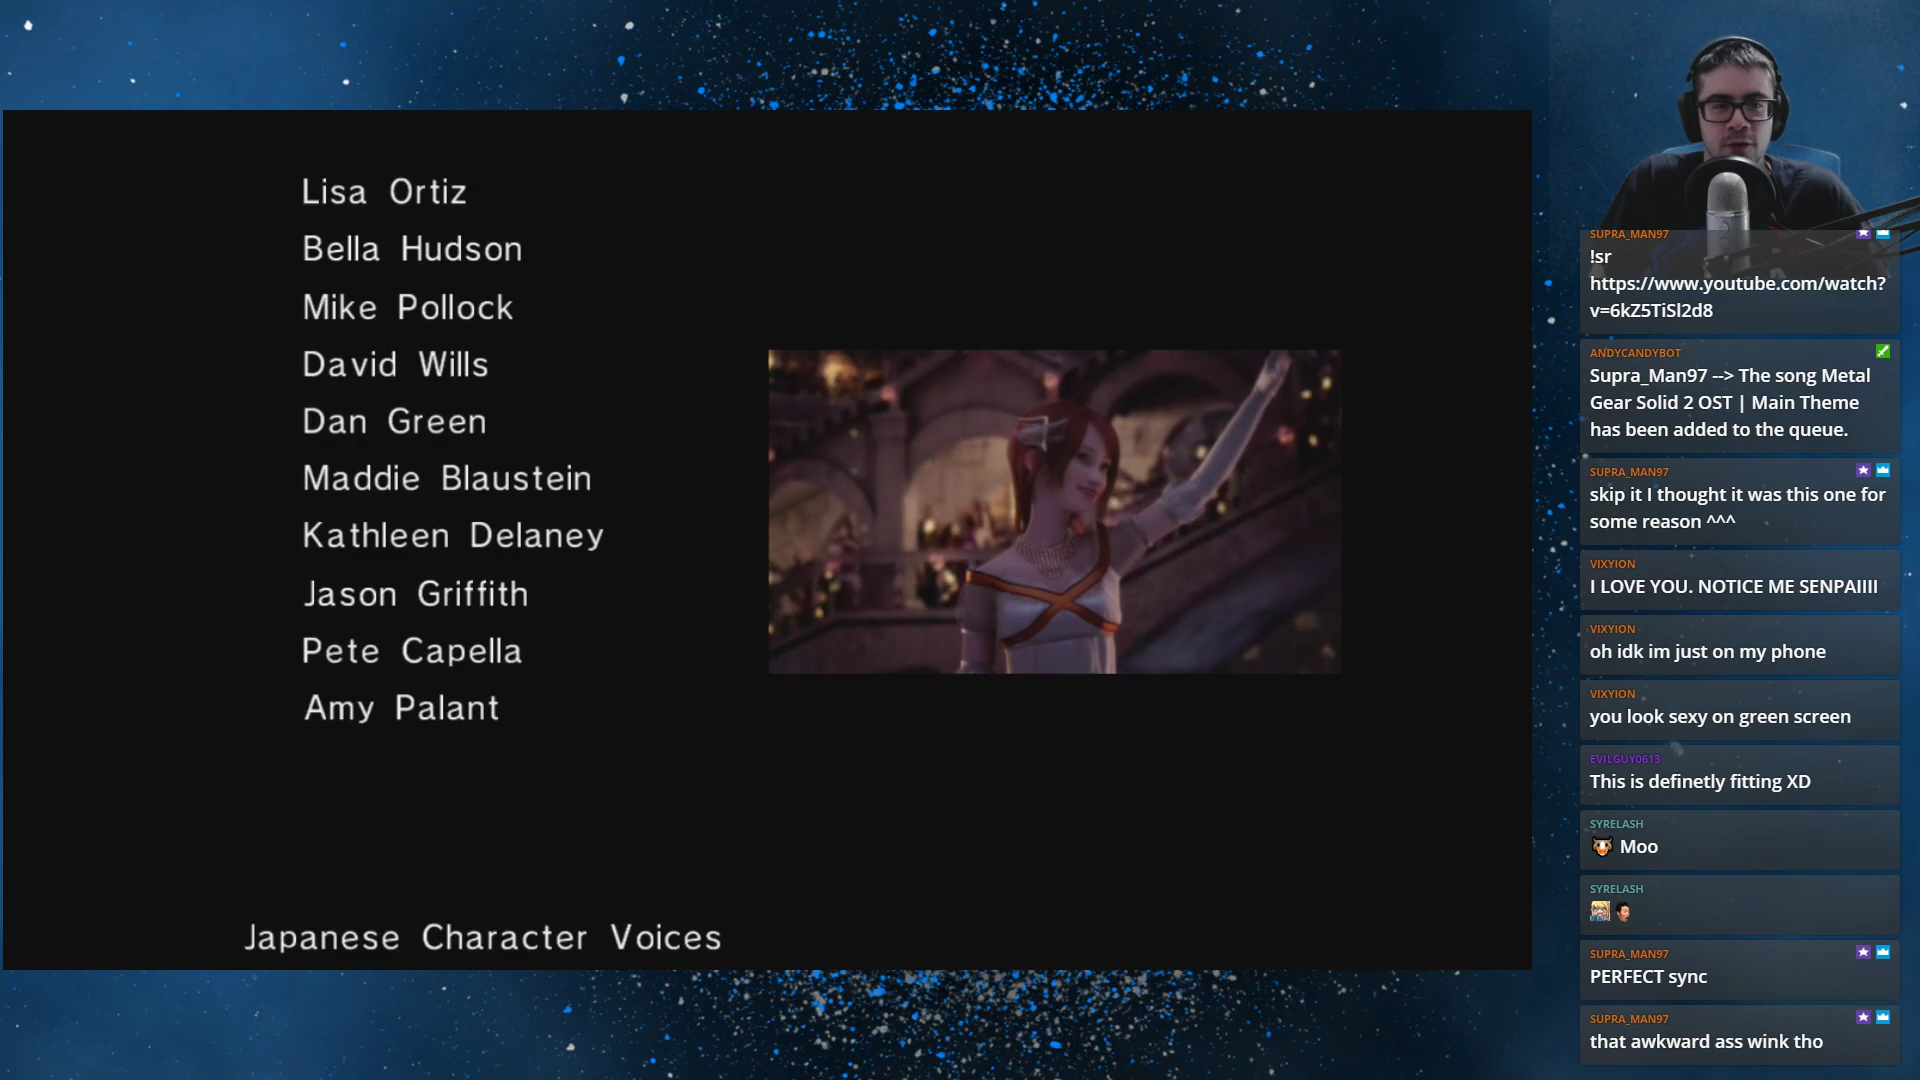 Lisa Ortiz
Bella Hudson
Mike Pollock
David Wills
Dan Green
Maddie Blaustein
Kathleen Delaney
Jason Griffith
Pete Capella
Amy Palant
Japanese Character Voices
SUPRA_MAN97
!sr
https://www.youtube.com/watch?
v=6kZ5TiSl2d8
ANDYCANDYBOT
Supra_Man97 --> The song Metal
Gear Solid 2 OST | Main Theme
has been added to the queue.
SUPRA_MAN97
skip it I thought it was this one for
some reason ^^^
VIXYION
I LOVE YOU. NOTICE ME SENPAIIII
VIXYION
oh idk im just on my phone
VIXYION
you look sexy on green screen
EVILGUY0613
This is definetly fitting XD
SYRELASH
Moo
SYRELASH
SUPRA_MAN97
PERFECT sync
SUPRA_MAN97
that awkward ass wink tho